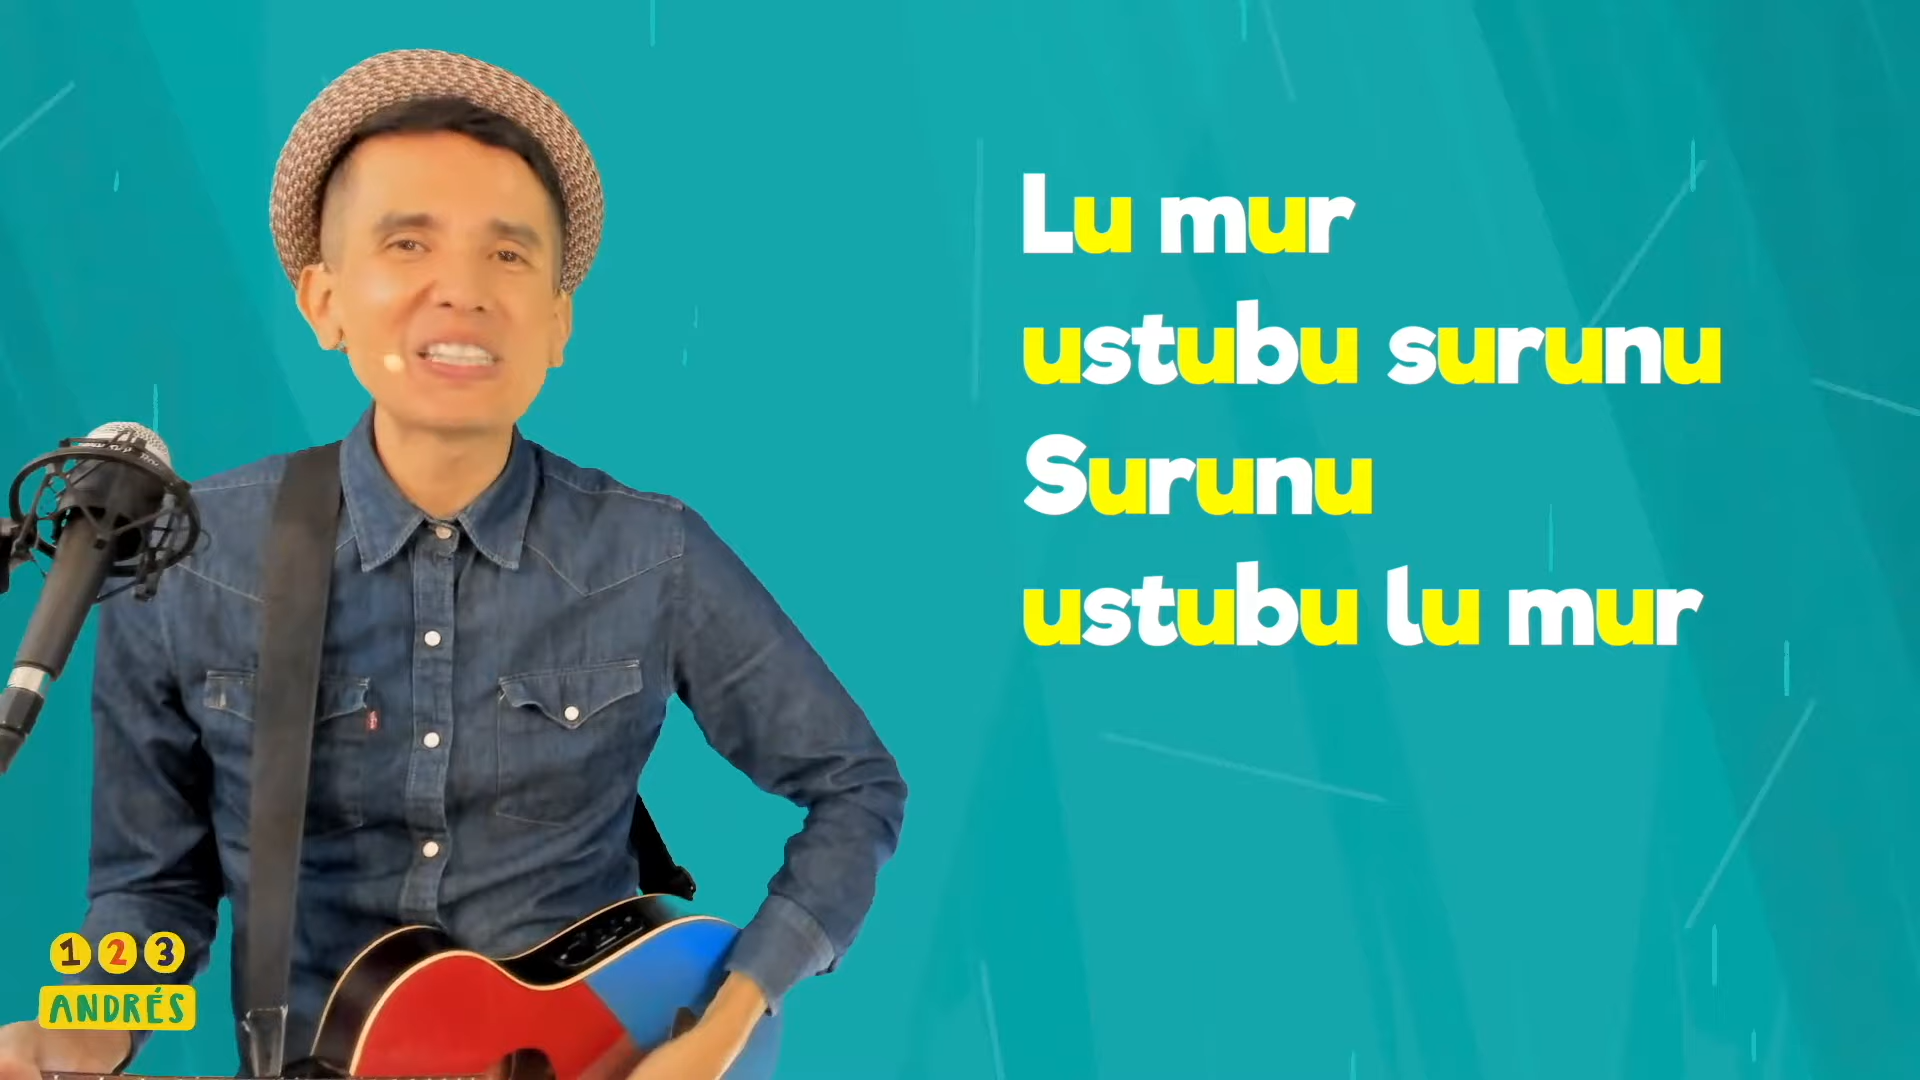 Lu mur
ustubu surunu
Surunu
ustubu lu mur
1 2 3
ANDRÉS